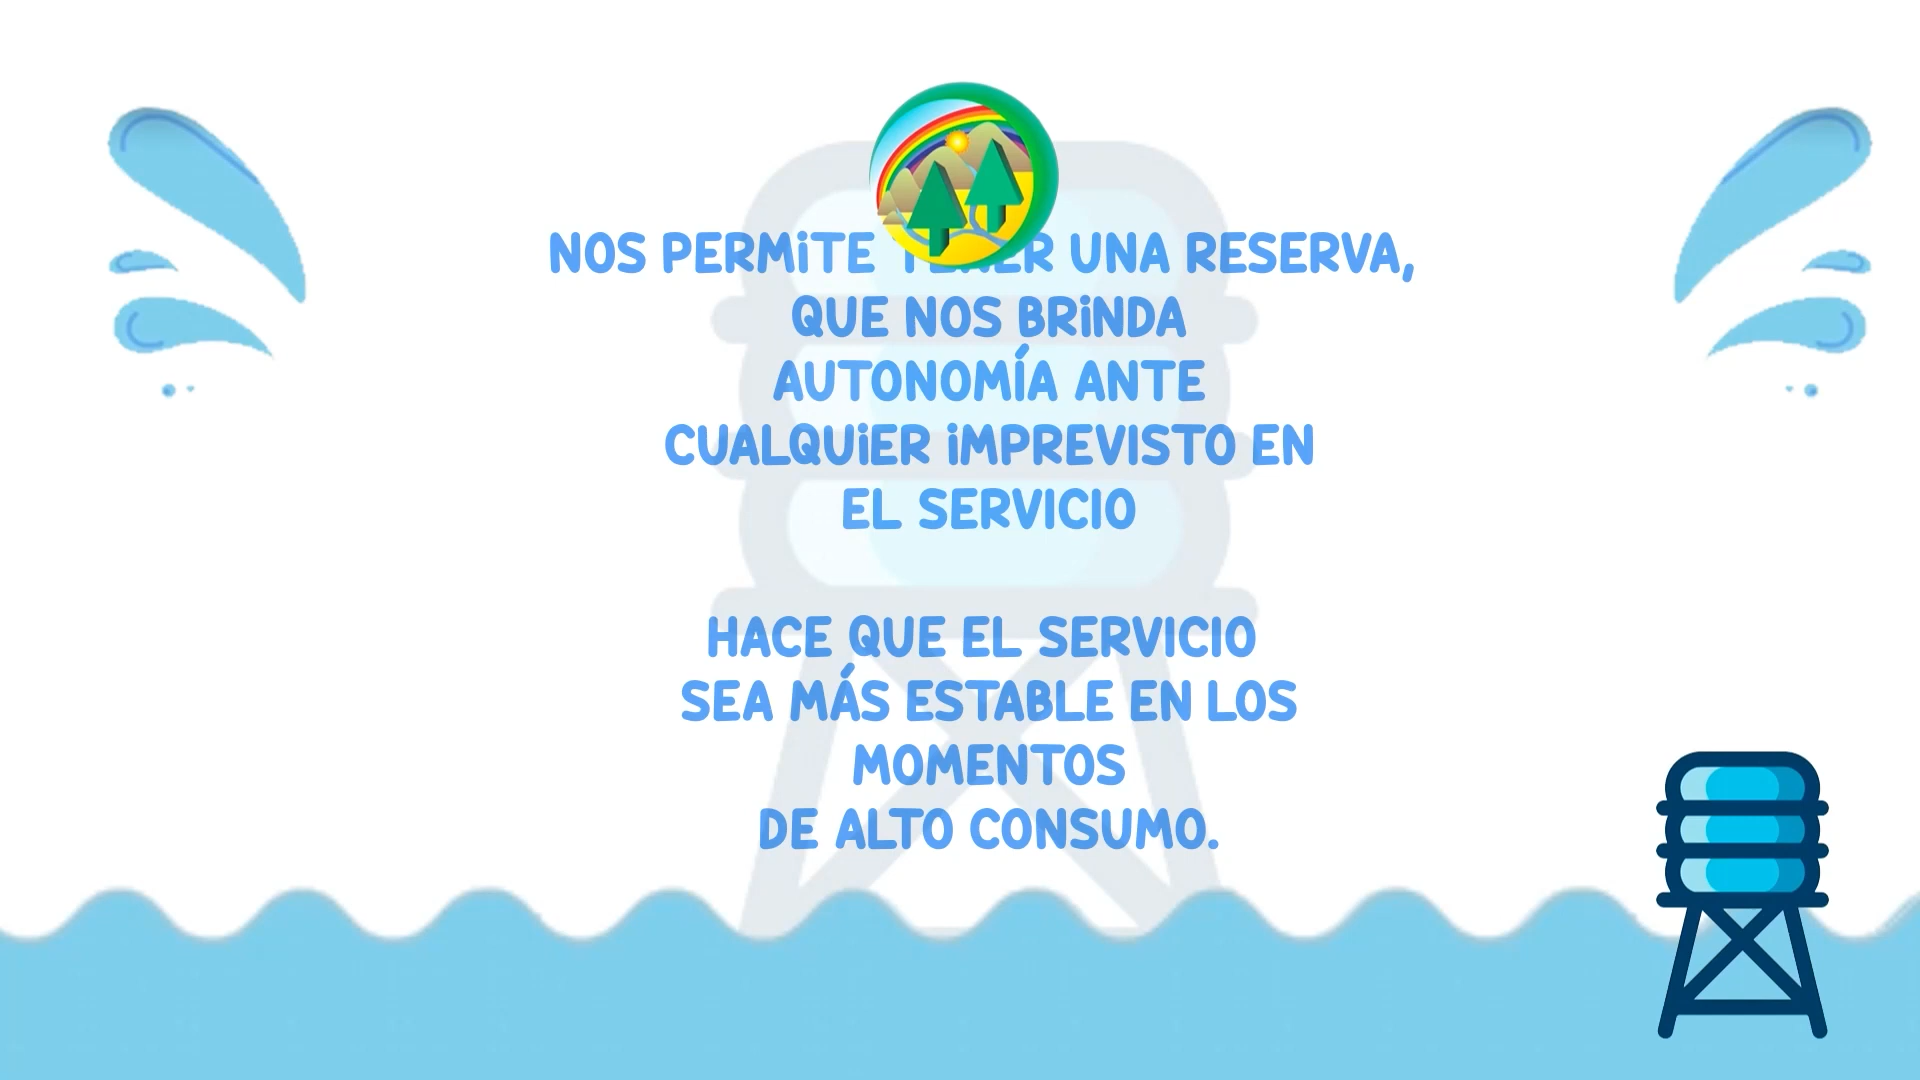 NOS PERMITE TENER UNA RESERVA,
QUE NOS BRINDA
AUTONOMÍA ANTE
CUALQUIER IMPREVISTO EN
EL SERVICIO
HACE QUE EL SERVICIO
SEA MÁS ESTABLE EN LOS
MOMENTOS
DE ALTO CONSUMO.